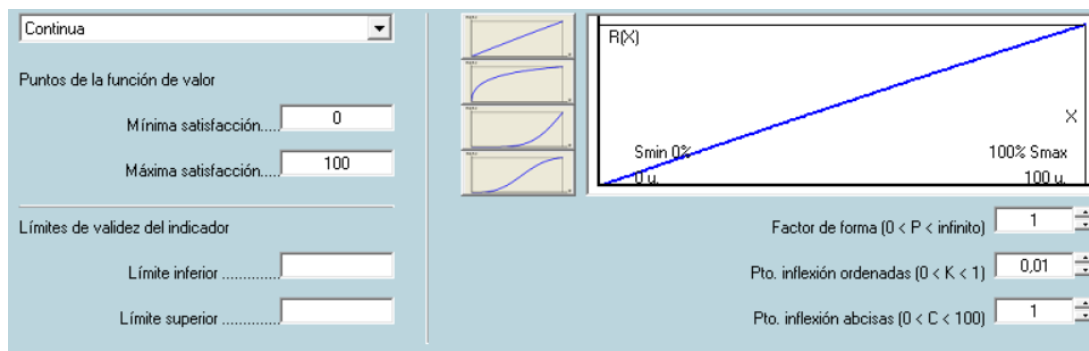 Continua
Puntos de la función de valor
Mínima satisfacción.... 0
Máxima satisfacción.... 100
Límites de validez del indicador
Límite inferior .............
Límite superior .............
R(X)
X
Smin 0% 100% Smax
0 u. 100 u.
Factor de forma (0 < P < infinito) 1
Pto. inflexión ordenadas (0 < K < 1) 0,01
Pto. inflexión abcisas (0 < C < 100) 1